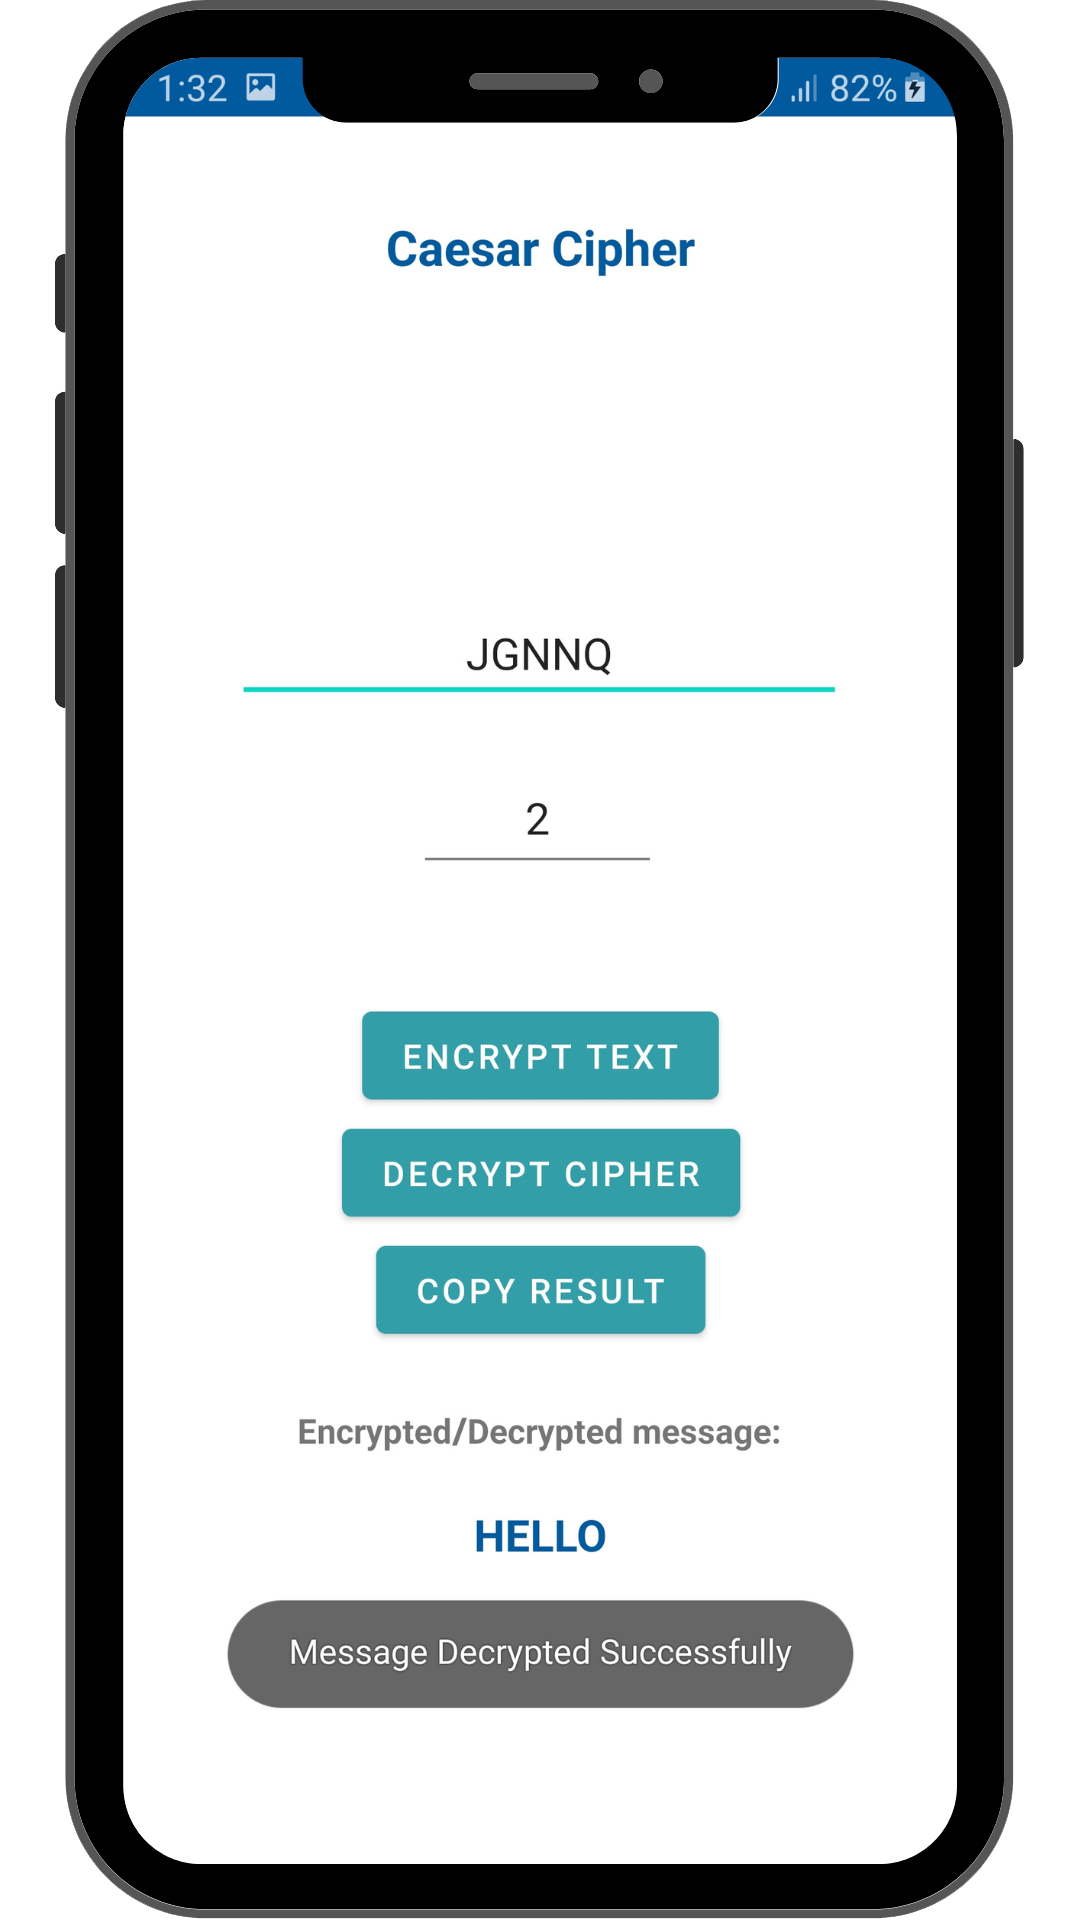 1:32 82%
Caesar Cipher
JGNNQ
2
ENCRYPT TEXT
DECRYPT CIPHER
COPY RESULT
Encrypted/Decrypted message:
HELLO
Message Decrypted Successfully